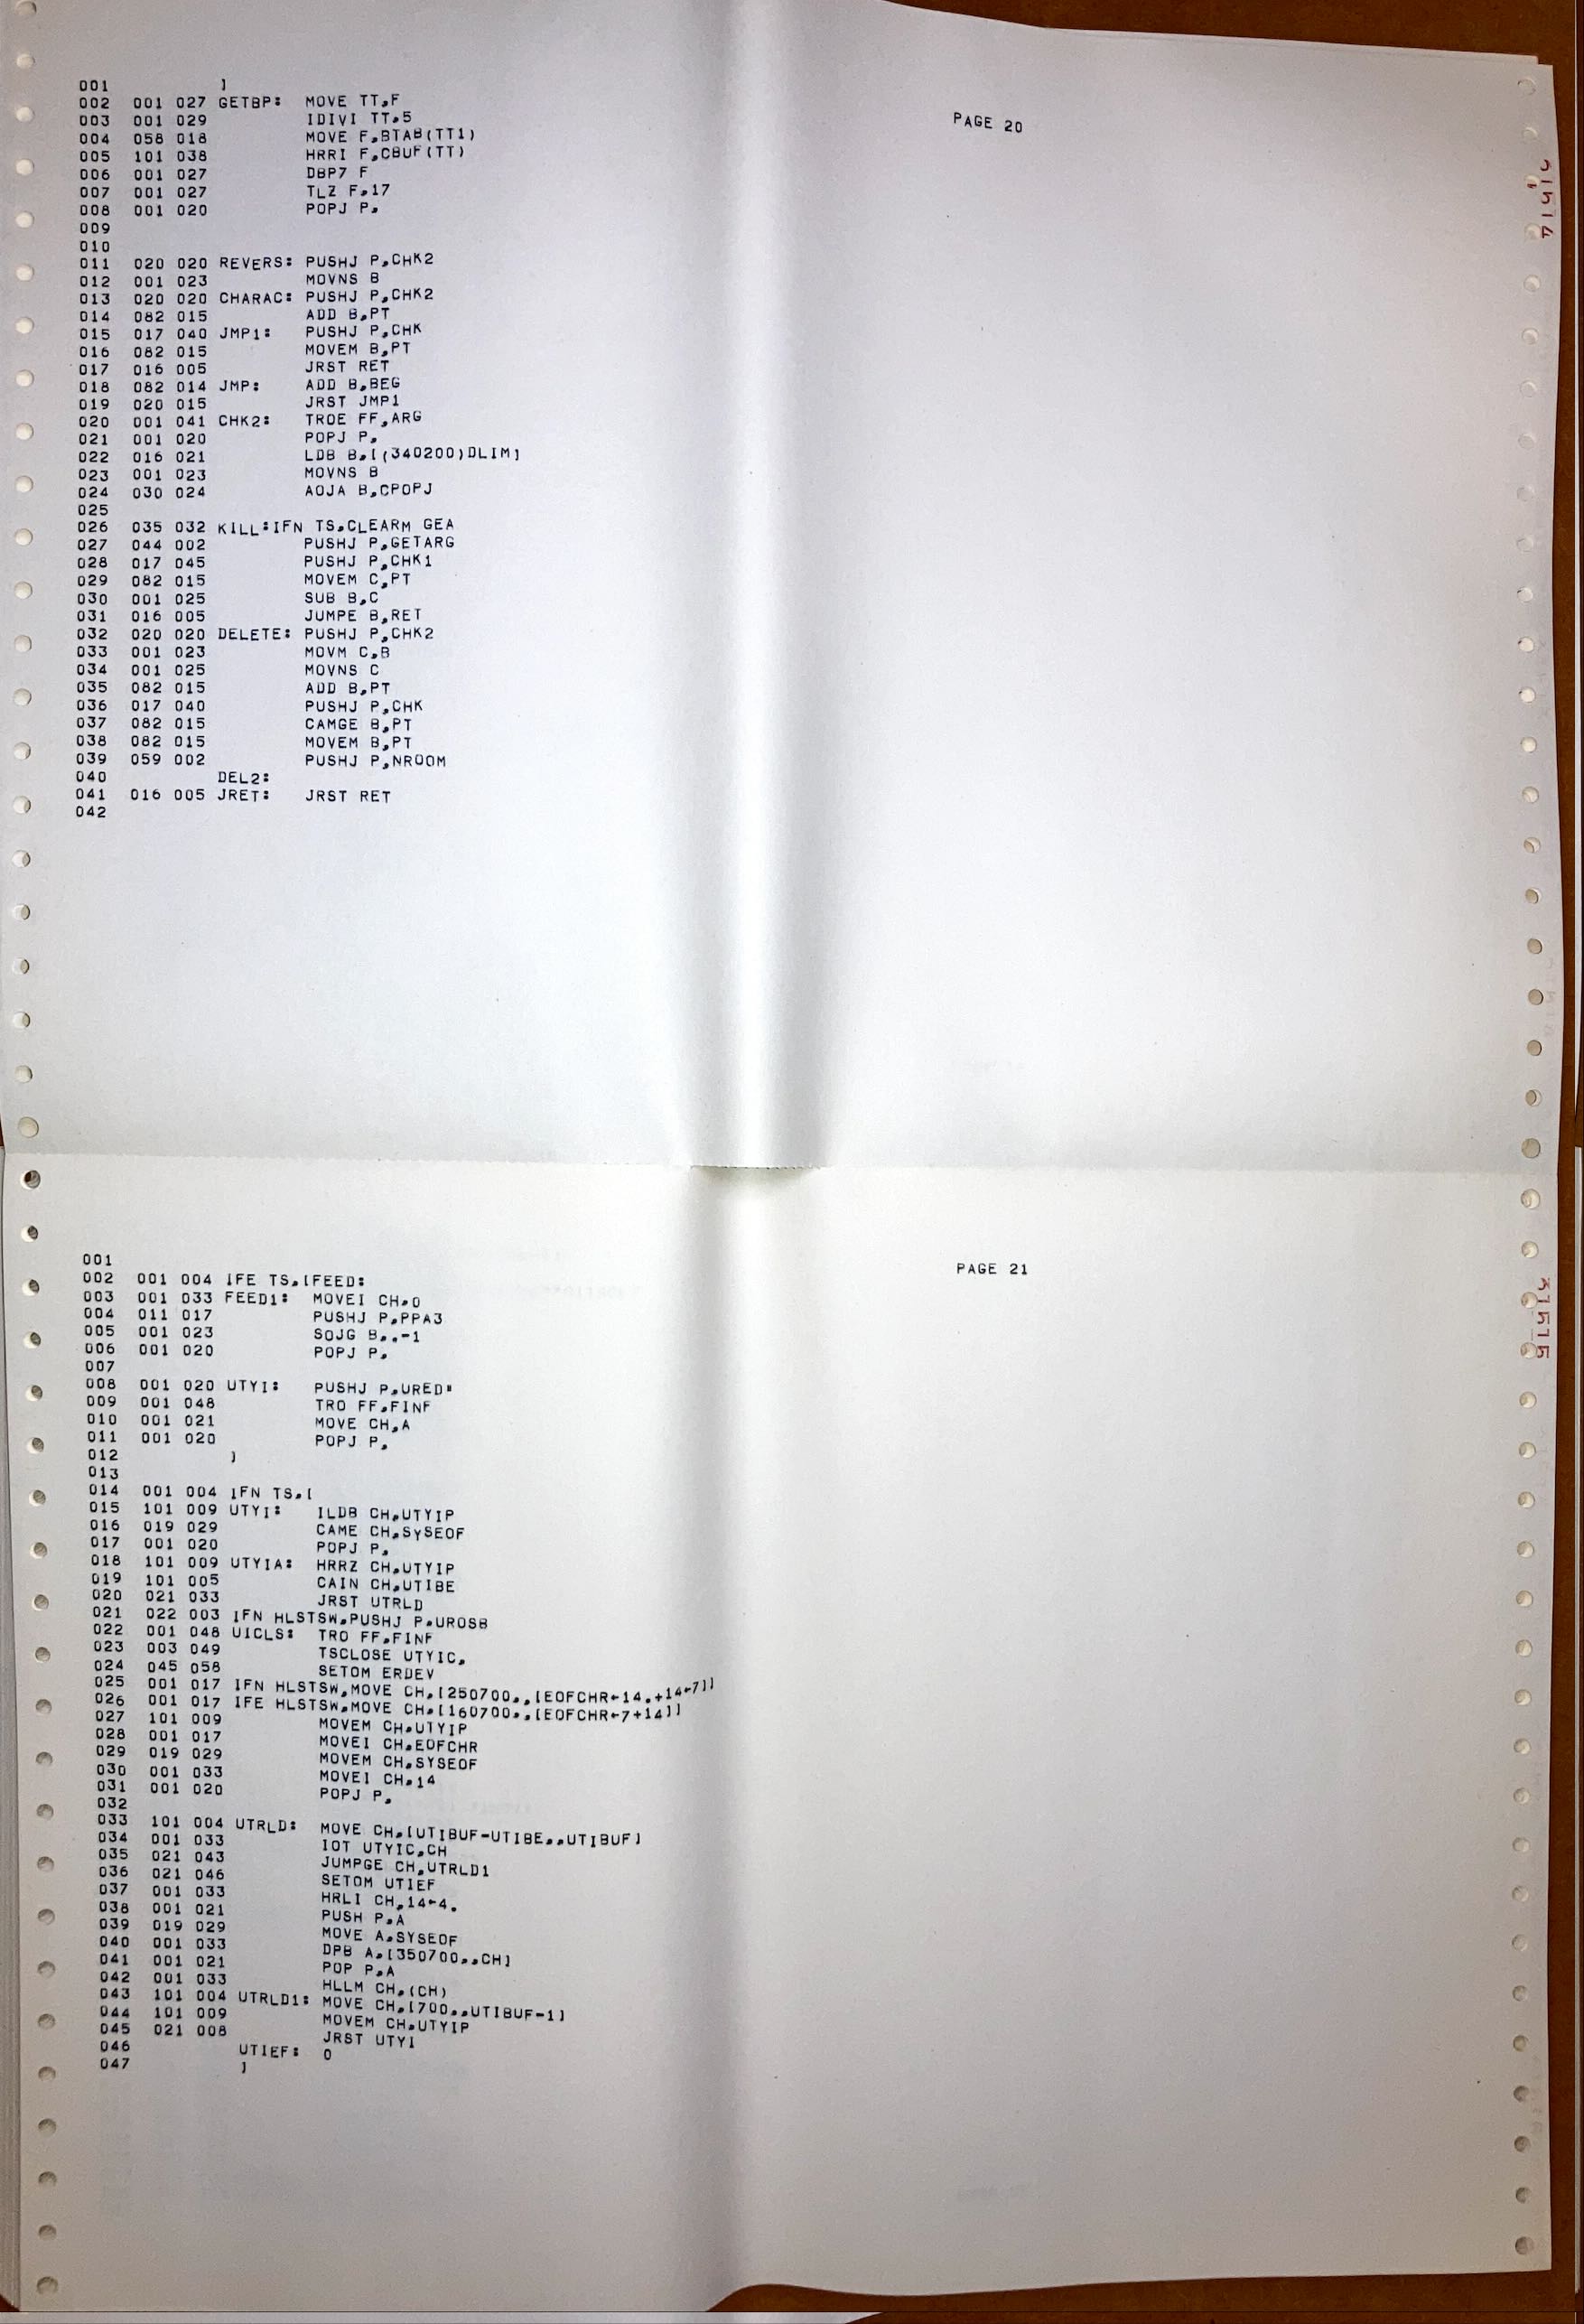 001                ]
002  001 027 GETBP:  MOVE TT,F
PAGE 20
003  001 029         IDIVI TT,5
004  058 018         MOVE F,BTAB(TT1)
005  101 038         HRRI F,CBUF(TT)
006  001 027         DBP7 F
007  001 027         TLZ F,17
008  001 020         POPJ P,
009
010
011  020 020 REVERS: PUSHJ P,CHK2
012  001 023         MOVNS B
013  020 020 CHARAC: PUSHJ P,CHK2
014  082 015         ADD B,PT
015  017 040 JMP1:   PUSHJ P,CHK
016  082 015         MOVEM B,PT
017  016 005         JRST RET
018  082 014 JMP:    ADD B,BEG
019  020 015         JRST JMP1
020  001 041 CHK2:   TROE FF,ARG
021  001 020         POPJ P,
022  016 021         LDB B,[(340200)DLIM]
023  001 023         MOVNS B
024  030 024         AOJA B,CPOPJ
025
026  035 032 KILL:IFN TS,CLEARM GEA
027  044 002         PUSHJ P,GETARG
028  017 045         PUSHJ P,CHK1
029  082 015         MOVEM C,PT
030  001 025         SUB B,C
031  016 005         JUMPE B,RET
032  020 020 DELETE: PUSHJ P,CHK2
033  001 023         MOVM C,B
034  001 025         MOVNS C
035  082 015         ADD B,PT
036  017 040         PUSHJ P,CHK
037  082 015         CAMGE B,PT
038  082 015         MOVEM B,PT
039  059 002         PUSHJ P,NROOM
040          DEL2:
041  016 005 JRET:   JRST RET
042
001
PAGE 21
002  001 004 IFE TS,[FEED:
003  001 033 FEED1:  MOVEI CH,0
004  011 017         PUSHJ P,PPA3
005  001 023         SOJG B,.-1
006  001 020         POPJ P,
007
008  001 020 UTYI:   PUSHJ P,URED"
009  001 048         TRO FF,FINF
010  001 021         MOVE CH,A
011  001 020         POPJ P,
012          ]
013
014  001 004 IFN TS,[
015  101 009 UTYI:   ILDB CH,UTYIP
016  019 029         CAME CH,SYSEOF
017  001 020         POPJ P,
018  101 009 UTYIA:  HRRZ CH,UTYIP
019  101 005         CAIN CH,UTIBE
020  021 033         JRST UTRLD
021  022 003 IFN HLSTSW,PUSHJ P,UROSB
022  001 048 UICLS:  TRO FF,FINF
023  003 049         TSCLOSE UTYIC,
024  045 058         SETOM ERDEV
025  001 017 IFN HLSTSW,MOVE CH,[250700,,[EOFCHR←14.+14←7]]
026  001 017 IFE HLSTSW,MOVE CH,[160700,,[EOFCHR←7+14]]
027  101 009         MOVEM CH,UTYIP
028  001 017         MOVEI CH,EOFCHR
029  019 029         MOVEM CH,SYSEOF
030  001 033         MOVEI CH,14
031  001 020         POPJ P,
032
033  101 004 UTRLD:  MOVE CH,[UTIBUF-UTIBE,,UTIBUF]
034  001 033         IOT UTYIC,CH
035  021 043         JUMPGE CH,UTRLD1
036  021 046         SETOM UTIEF
037  001 033         HRLI CH,14←4.
038  001 021         PUSH P,A
039  019 029         MOVE A,SYSEOF
040  001 033         DPB A,[350700,,CH]
041  001 021         POP P,A
042  001 033         HLLM CH,(CH)
043  101 004 UTRLD1: MOVE CH,[700,,UTIBUF-1]
044  101 009         MOVEM CH,UTYIP
045  021 008         JRST UTYI
046          UTIEF:  0
047          ]